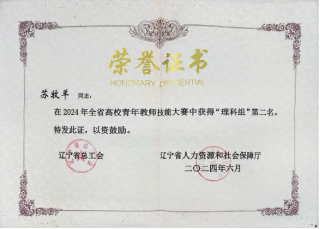 荣誉证书
HONORARY CREDENTIAL
苏牧羊 同志:
在2024年全省高校青年教师技能大赛中获得“理科组”第二名。
特发此证，以资鼓励。
辽宁省总工会 辽宁省人力资源和社会保障厅
二〇二四年六月